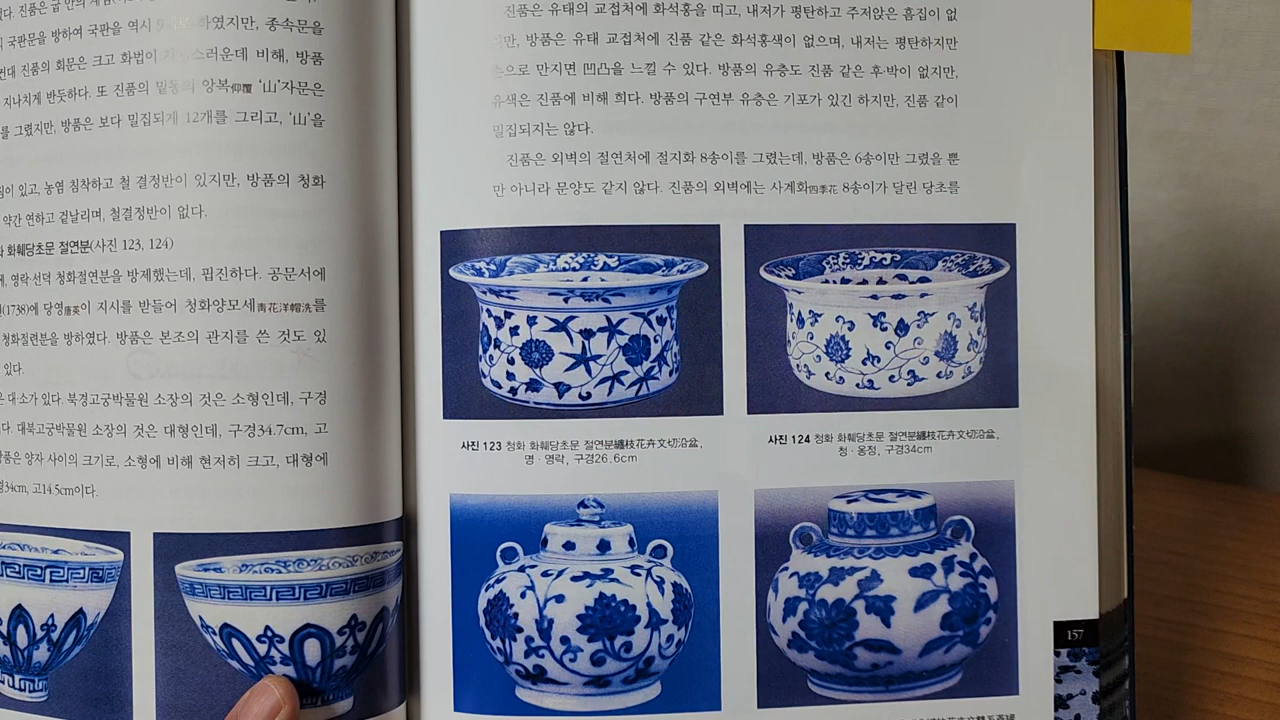 없다. 진품은
국판문을 방하여 국판을 역시 하였지만, 종속문을
진품의 회문은 크고 화법이 스러운데 비해, 방품
지나치게 반듯하다. 또 진품의 밑동의 앙복仰覆 ‘山’자문은
를 그렸지만, 방품은 보다 밀집되게 12개를 그리고, ‘山’을
있고, 농염 침착하고 철 결정반이 있지만, 방품의 청화
약간 연하고 겉날리며, 철결정반이 없다.
화훼당초문 절연분(사진 123, 124)
영락·선덕 청화절연분을 방제했는데, 핍진하다. 공문서에
(1738)에 당영唐英이 지시를 받들어 청화양모세靑花洋帽洗를
청화절련분을 방하였다. 방품은 본조의 관지를 쓴 것도 있
있다.
대·소가 있다. 북경고궁박물원 소장의 것은 소형인데, 구경
대북고궁박물원 소장의 것은 대형인데, 구경34.7cm, 고
양자 사이의 크기로, 소형에 비해 현저히 크고, 대형에
34cm, 고14.5cm이다.
진품은 유태의 교접처에 화석홍을 띠고, 내저가 평탄하고 주저앉은 흠집이 없
지만, 방품은 유태 교접처에 진품 같은 화석홍색이 없으며, 내저는 평탄하지만
손으로 만지면 凹凸을 느낄 수 있다. 방품의 유층도 진품 같은 후·박이 없지만,
유색은 진품에 비해 희다. 방품의 구연부 유층은 기포가 있긴 하지만, 진품 같이
밀집되지는 않다.
진품은 외벽의 절연처에 절지화 8송이를 그렸는데, 방품은 6송이만 그렸을 뿐
만 아니라 문양도 같지 않다. 진품의 외벽에는 사계화四季花 8송이가 달린 당초를
사진 123 청화 화훼당초문 절연분纏枝花卉文切沿盆,
명·영락, 구경26.6cm
사진 124 청화 화훼당초문 절연분纏枝花卉文切沿盆,
청·옹정, 구경34cm
157